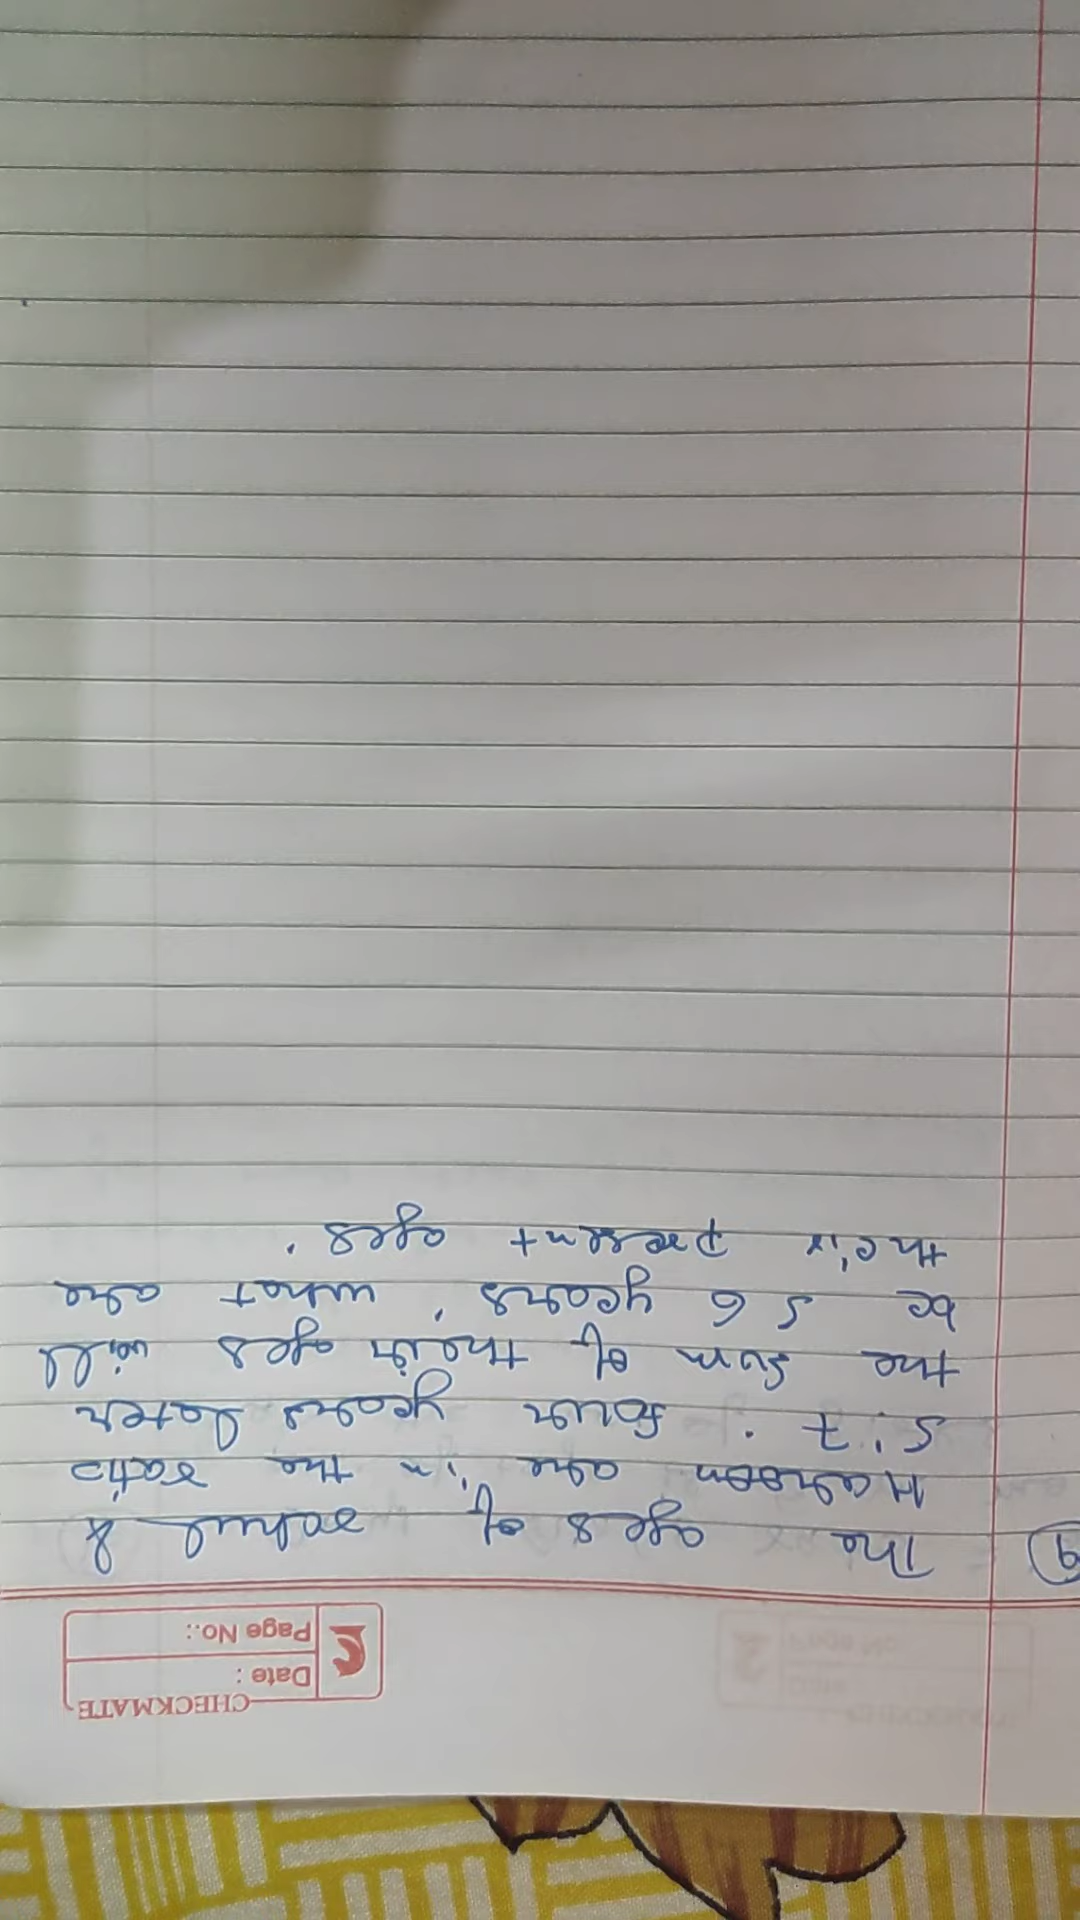 CHECKMATE
Date :
Page No.:
9 The ages of rahul &
Haroon are in the ratio
5:7. four years later
the sum of their ages will
be 56 years. what are
their present ages.